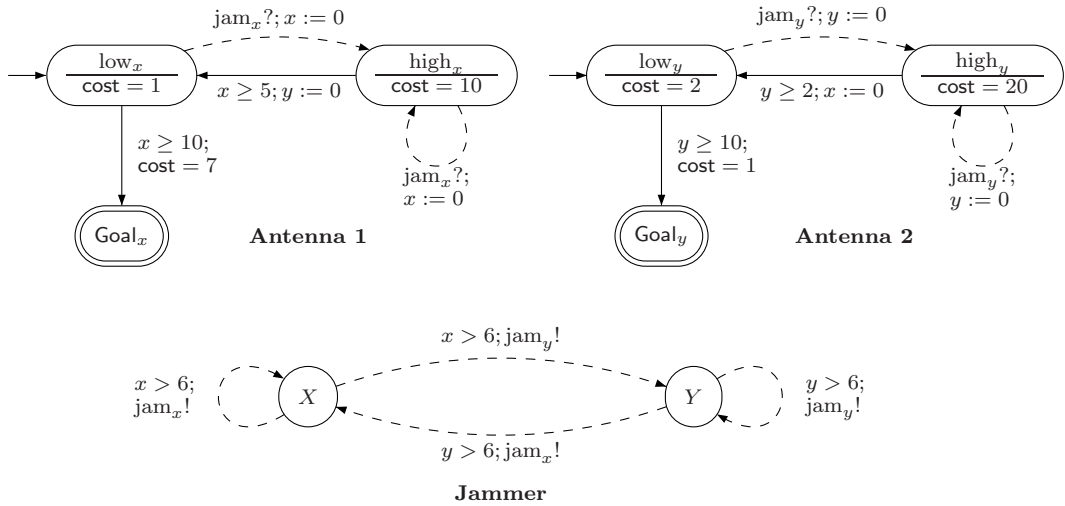 jam_x?; x := 0
low_x
cost = 1
high_x
cost = 10
x ≥ 5; y := 0
x ≥ 10;
cost = 7
jam_x?;
x := 0
Goal_x
Antenna 1
jam_y?; y := 0
low_y
cost = 2
high_y
cost = 20
y ≥ 2; x := 0
y ≥ 10;
cost = 1
jam_y?;
y := 0
Goal_y
Antenna 2
x > 6; jam_y!
x > 6;
jam_x!
X
Y
y > 6;
jam_y!
y > 6; jam_x!
Jammer